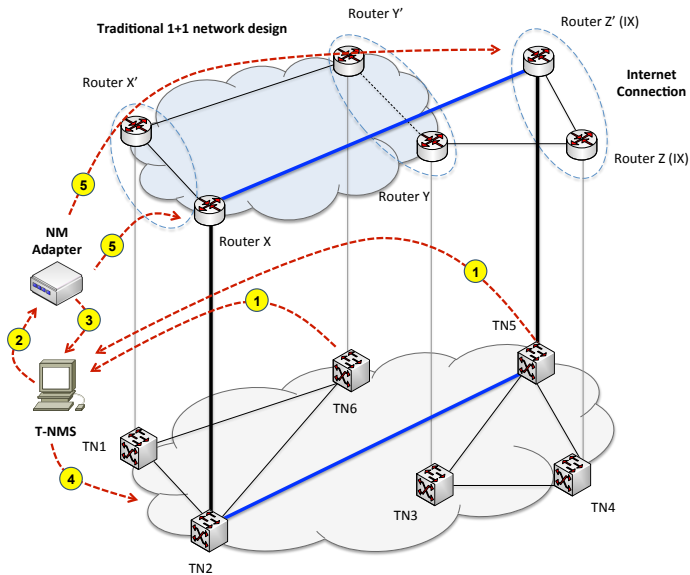 Traditional 1+1 network design
Router Y'
Router Z' (IX)
Router X'
Internet
Connection
5
Router Z (IX)
Router Y
NM
Adapter
5
Router X
1
1
3
2
TN5
T-NMS
TN6
TN1
4
TN3
TN4
TN2